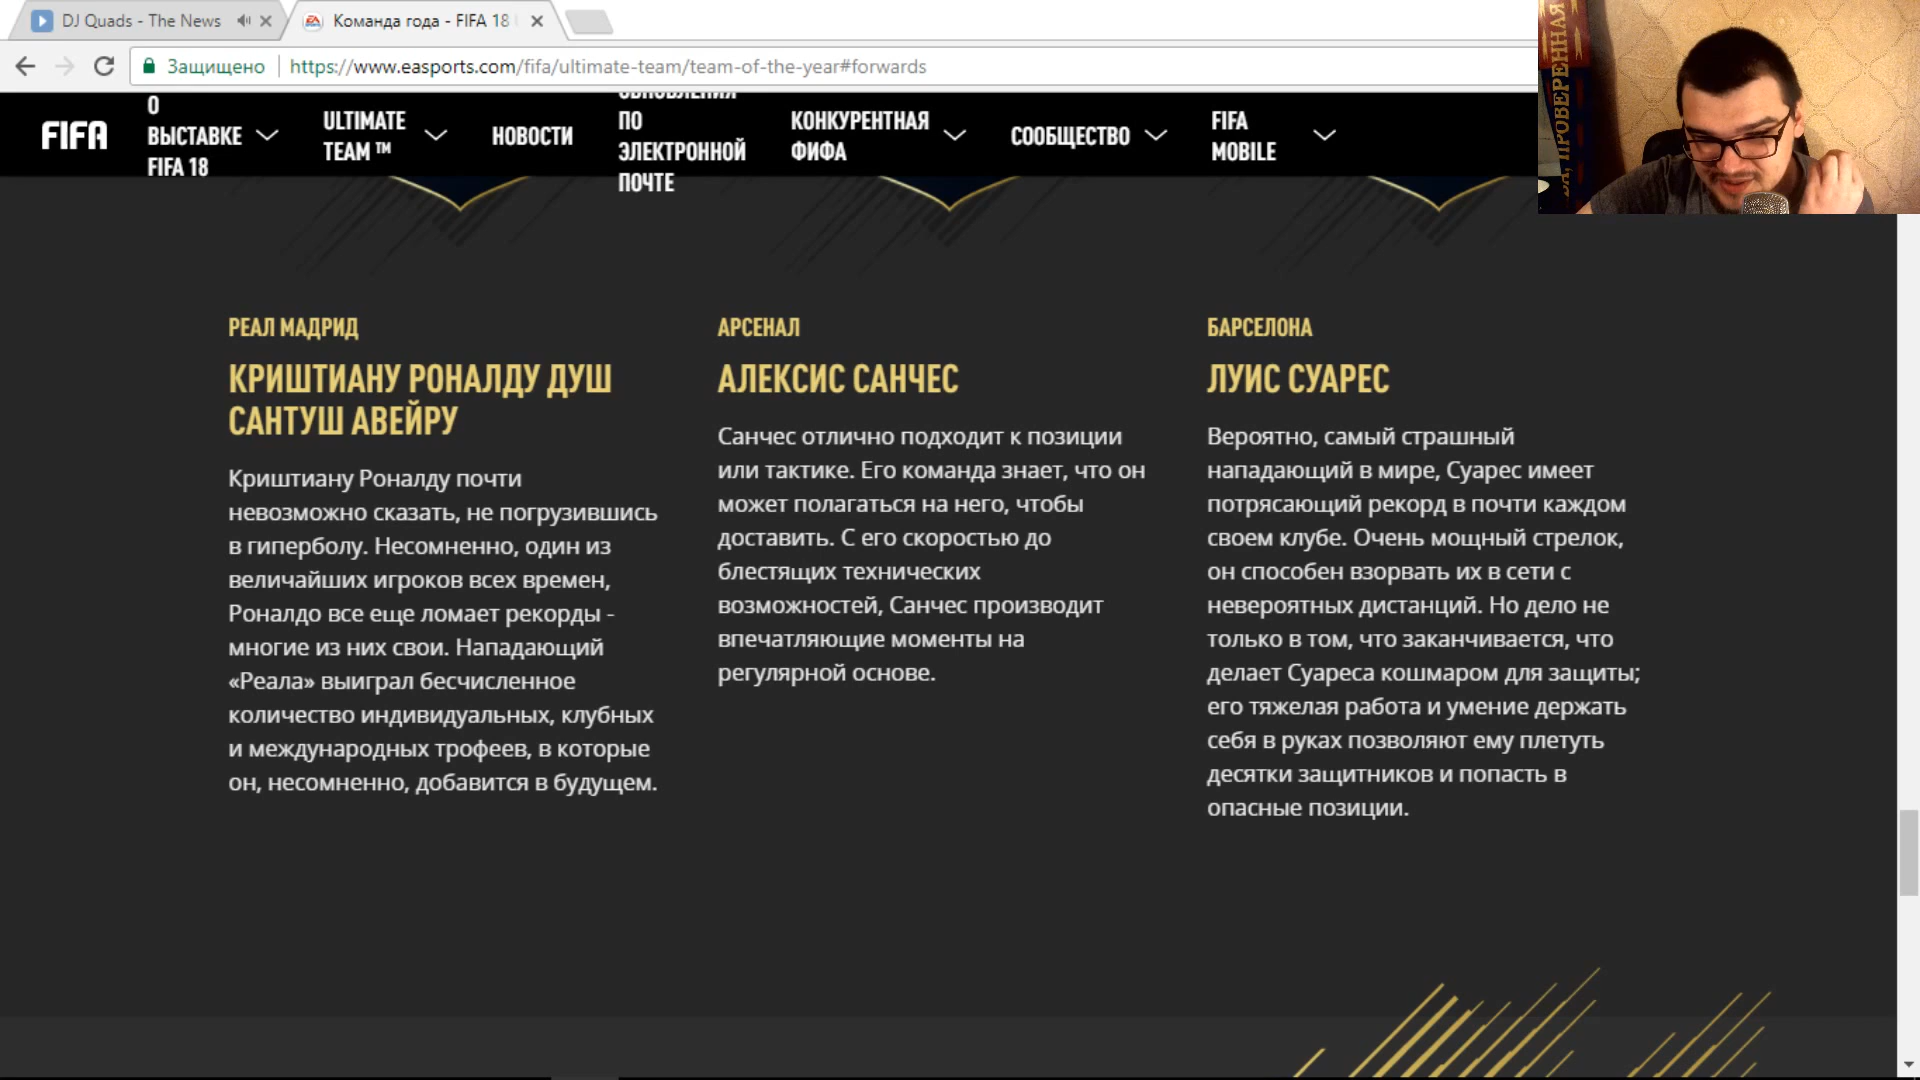 DJ Quads - The News
Команда года - FIFA 18
Защищено
https://www.easports.com/fifa/ultimate-team/team-of-the-year#forwards
FIFA
О
ВЫСТАВКЕ
FIFA 18
ULTIMATE
TEAM ™
НОВОСТИ
ОБНОВЛЕНИЯ
ПО
ЭЛЕКТРОННОЙ
ПОЧТЕ
КОНКУРЕНТНАЯ
ФИФА
СООБЩЕСТВО
FIFA
MOBILE
ПРОВЕРЕННАЯ
РЕАЛ МАДРИД
КРИШТИАНУ РОНАЛДУ ДУШ
САНТУШ АВЕЙРУ
Криштиану Роналду почти
невозможно сказать, не погрузившись
в гиперболу. Несомненно, один из
величайших игроков всех времен,
Роналдо все еще ломает рекорды -
многие из них свои. Нападающий
«Реала» выиграл бесчисленное
количество индивидуальных, клубных
и международных трофеев, в которые
он, несомненно, добавится в будущем.
АРСЕНАЛ
АЛЕКСИС САНЧЕС
Санчес отлично подходит к позиции
или тактике. Его команда знает, что он
может полагаться на него, чтобы
доставить. С его скоростью до
блестящих технических
возможностей, Санчес производит
впечатляющие моменты на
регулярной основе.
БАРСЕЛОНА
ЛУИС СУАРЕС
Вероятно, самый страшный
нападающий в мире, Суарес имеет
потрясающий рекорд в почти каждом
своем клубе. Очень мощный стрелок,
он способен взорвать их в сети с
невероятных дистанций. Но дело не
только в том, что заканчивается, что
делает Суареса кошмаром для защиты;
его тяжелая работа и умение держать
себя в руках позволяют ему плетуть
десятки защитников и попасть в
опасные позиции.